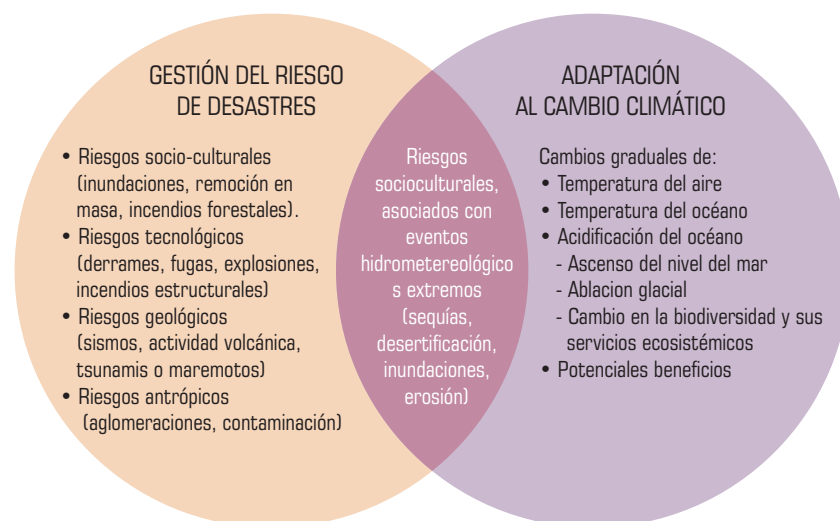 GESTIÓN DEL RIESGO
DE DESASTRES
• Riesgos socio-culturales
(inundaciones, remoción en
masa, incendios forestales).
• Riesgos tecnológicos
(derrames, fugas, explosiones,
incendios estructurales)
• Riesgos geológicos
(sismos, actividad volcánica,
tsunamis o maremotos)
• Riesgos antrópicos
(aglomeraciones, contaminación)
Riesgos
socioculturales,
asociados con
eventos
hidrometereológico
s extremos
(sequías,
desertificación,
inundaciones,
erosión)
ADAPTACIÓN
AL CAMBIO CLIMÁTICO
Cambios graduales de:
• Temperatura del aire
• Temperatura del océano
• Acidificación del océano
- Ascenso del nivel del mar
- Ablacion glacial
- Cambio en la biodiversidad y sus
servicios ecosistémicos
• Potenciales beneficios